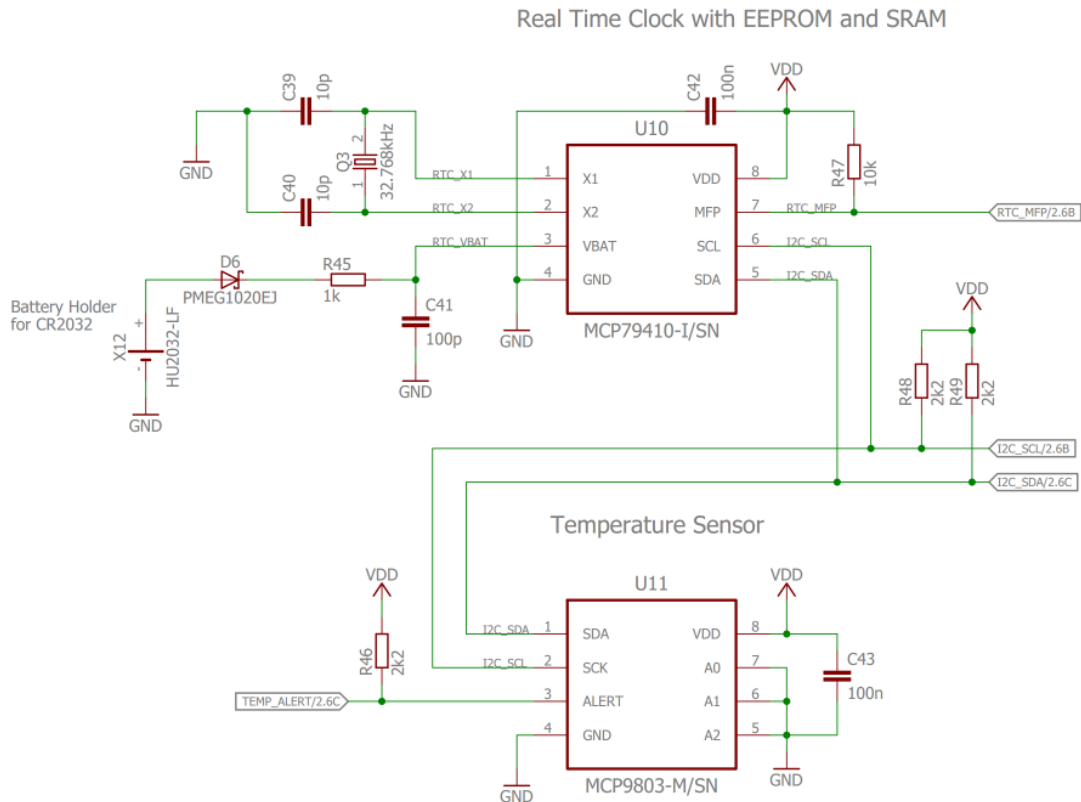 Real Time Clock with EEPROM and SRAM
C39
10p
C42
100n
VDD
U10
GND
2
Q3
1
32.768kHz
C40
10p
RTC_X1
1
X1
VDD
8
R47
10k
RTC_X2
2
X2
MFP
7
RTC_MFP
RTC_MFP/2.6B
RTC_VBAT
3
VBAT
SCL
6
I2C_SCL
D6
R45
4
GND
SDA
5
I2C_SDA
PMEG1020EJ
1k
Battery Holder
for CR2032
X12
+
-
HU2032-LF
C41
100p
MCP79410-I/SN
GND
VDD
GND
GND
R48
2k2
R49
2k2
I2C_SCL/2.6B
I2C_SDA/2.6C
Temperature Sensor
VDD
U11
VDD
R46
2k2
I2C_SDA
1
SDA
VDD
8
I2C_SCL
2
SCK
A0
7
C43
100n
TEMP_ALERT/2.6C
3
ALERT
A1
6
4
GND
A2
5
MCP9803-M/SN
GND
GND